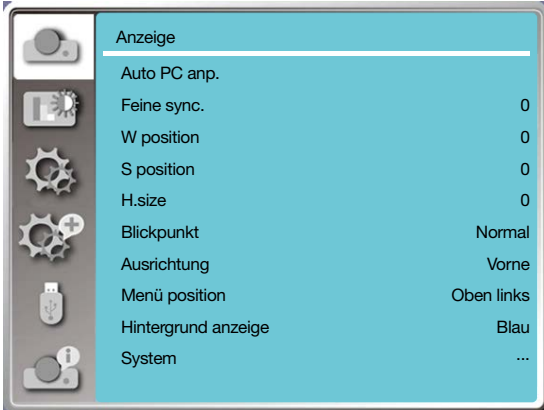 Anzeige
Auto PC anp.
Feine sync. 0
W position 0
S position 0
H.size 0
Blickpunkt Normal
Ausrichtung Vorne
Menü position Oben links
Hintergrund anzeige Blau
System ...